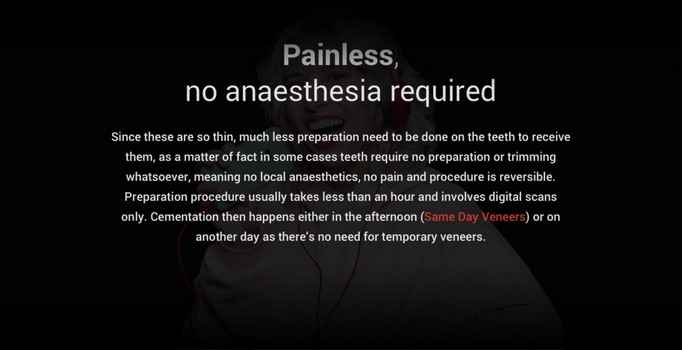 Painless,
no anaesthesia required
Since these are so thin, much less preparation need to be done on the teeth to receive
them, as a matter of fact in some cases teeth require no preparation or trimming
whatsoever, meaning no local anaesthetics, no pain and procedure is reversible.
Preparation procedure usually takes less than an hour and involves digital scans
only. Cementation then happens either in the afternoon (Same Day Veneers) or on
another day as there's no need for temporary veneers.